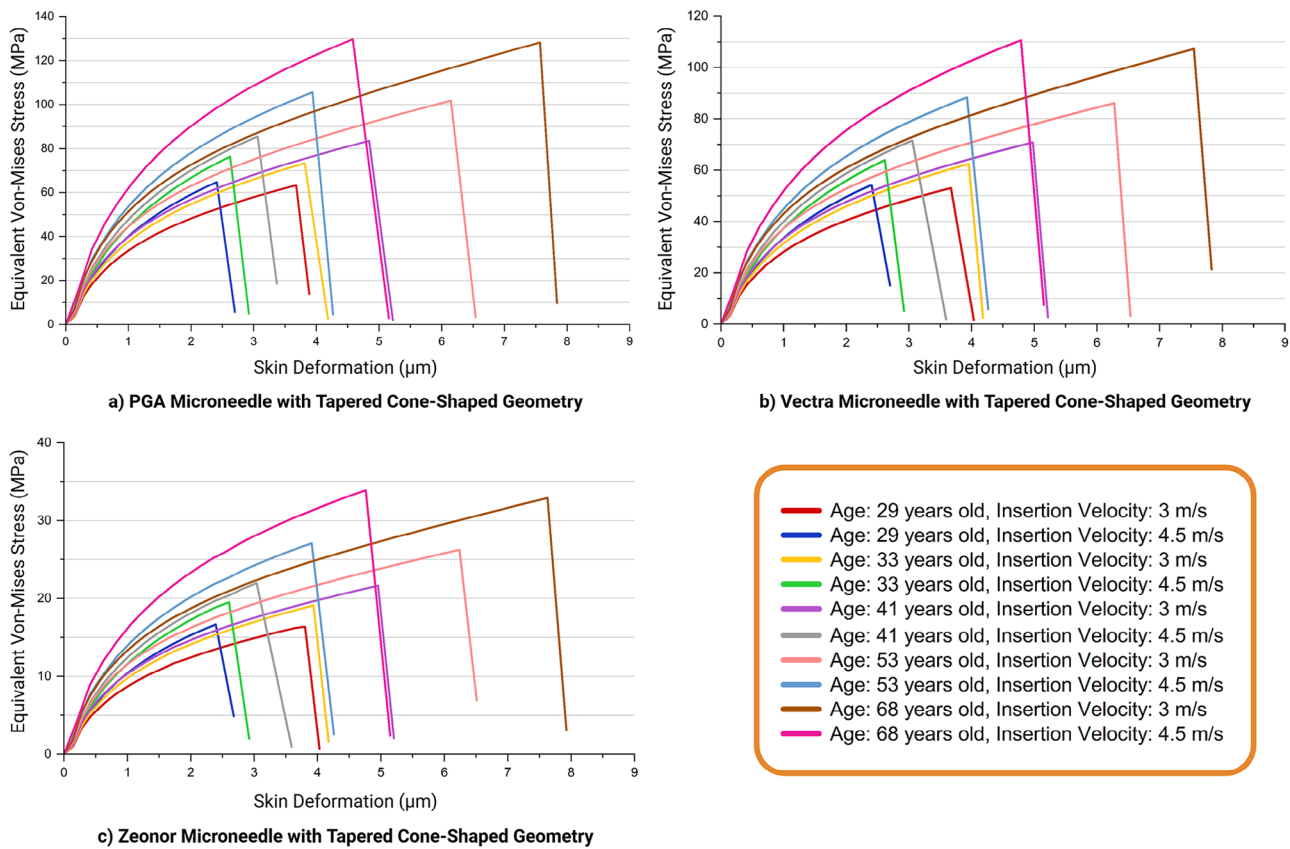 Equivalent Von-Mises Stress (MPa)
140
120
100
80
60
40
20
0
0 1 2 3 4 5 6 7 8 9
Skin Deformation (µm)
a) PGA Microneedle with Tapered Cone-Shaped Geometry
Equivalent Von-Mises Stress (MPa)
120
100
80
60
40
20
0
0 1 2 3 4 5 6 7 8 9
Skin Deformation (µm)
b) Vectra Microneedle with Tapered Cone-Shaped Geometry
Equivalent Von-Mises Stress (MPa)
40
30
20
10
0
0 1 2 3 4 5 6 7 8 9
Skin Deformation (µm)
c) Zeonor Microneedle with Tapered Cone-Shaped Geometry
Age: 29 years old, Insertion Velocity: 3 m/s
Age: 29 years old, Insertion Velocity: 4.5 m/s
Age: 33 years old, Insertion Velocity: 3 m/s
Age: 33 years old, Insertion Velocity: 4.5 m/s
Age: 41 years old, Insertion Velocity: 3 m/s
Age: 41 years old, Insertion Velocity: 4.5 m/s
Age: 53 years old, Insertion Velocity: 3 m/s
Age: 53 years old, Insertion Velocity: 4.5 m/s
Age: 68 years old, Insertion Velocity: 3 m/s
Age: 68 years old, Insertion Velocity: 4.5 m/s